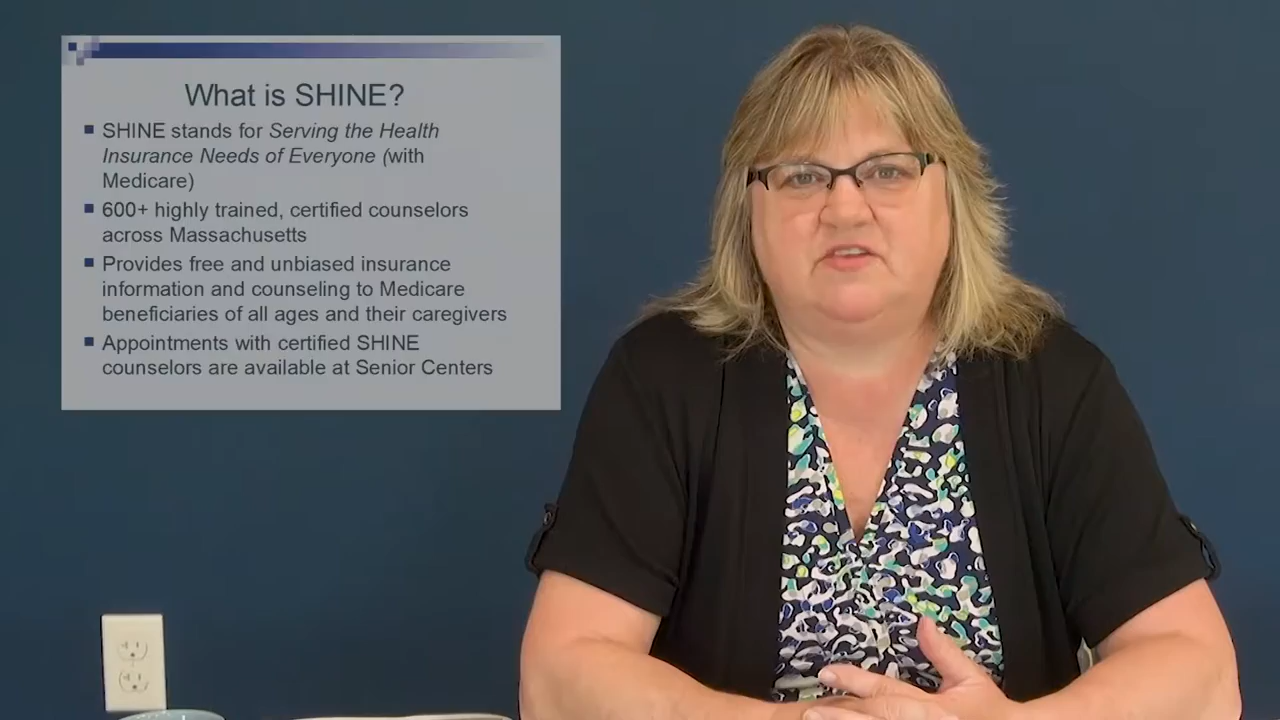 What is SHINE?
SHINE stands for Serving the Health
Insurance Needs of Everyone (with
Medicare)
600+ highly trained, certified counselors
across Massachusetts
Provides free and unbiased insurance
information and counseling to Medicare
beneficiaries of all ages and their caregivers
Appointments with certified SHINE
counselors are available at Senior Centers